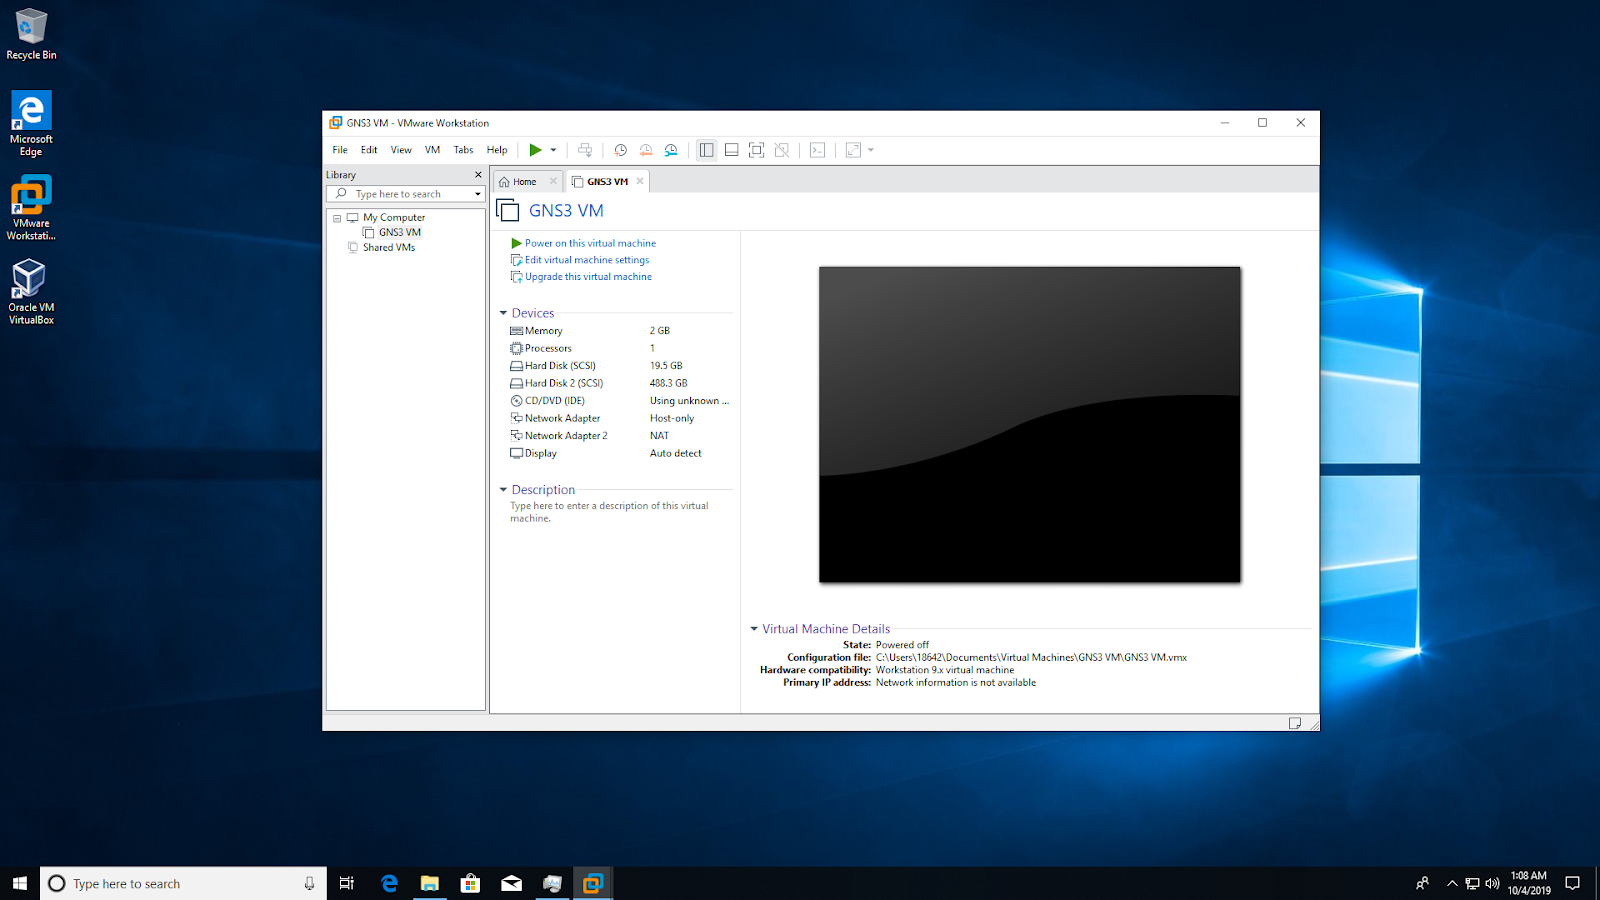 Recycle Bin
Microsoft
Edge
VMware
Workstati...
Oracle VM
VirtualBox
GNS3 VM - VMware Workstation
File Edit View VM Tabs Help
Library
Type here to search
My Computer
GNS3 VM
Shared VMs
Home
GNS3 VM
GNS3 VM
Power on this virtual machine
Edit virtual machine settings
Upgrade this virtual machine
Devices
Memory 2 GB
Processors 1
Hard Disk (SCSI) 19.5 GB
Hard Disk 2 (SCSI) 488.3 GB
CD/DVD (IDE) Using unknown ...
Network Adapter Host-only
Network Adapter 2 NAT
Display Auto detect
Description
Type here to enter a description of this virtual
machine.
Virtual Machine Details
State: Powered off
Configuration file: C:\Users\18642\Documents\Virtual Machines\GNS3 VM\GNS3 VM.vmx
Hardware compatibility: Workstation 9.x virtual machine
Primary IP address: Network information is not available
Type here to search
1:08 AM
10/4/2019